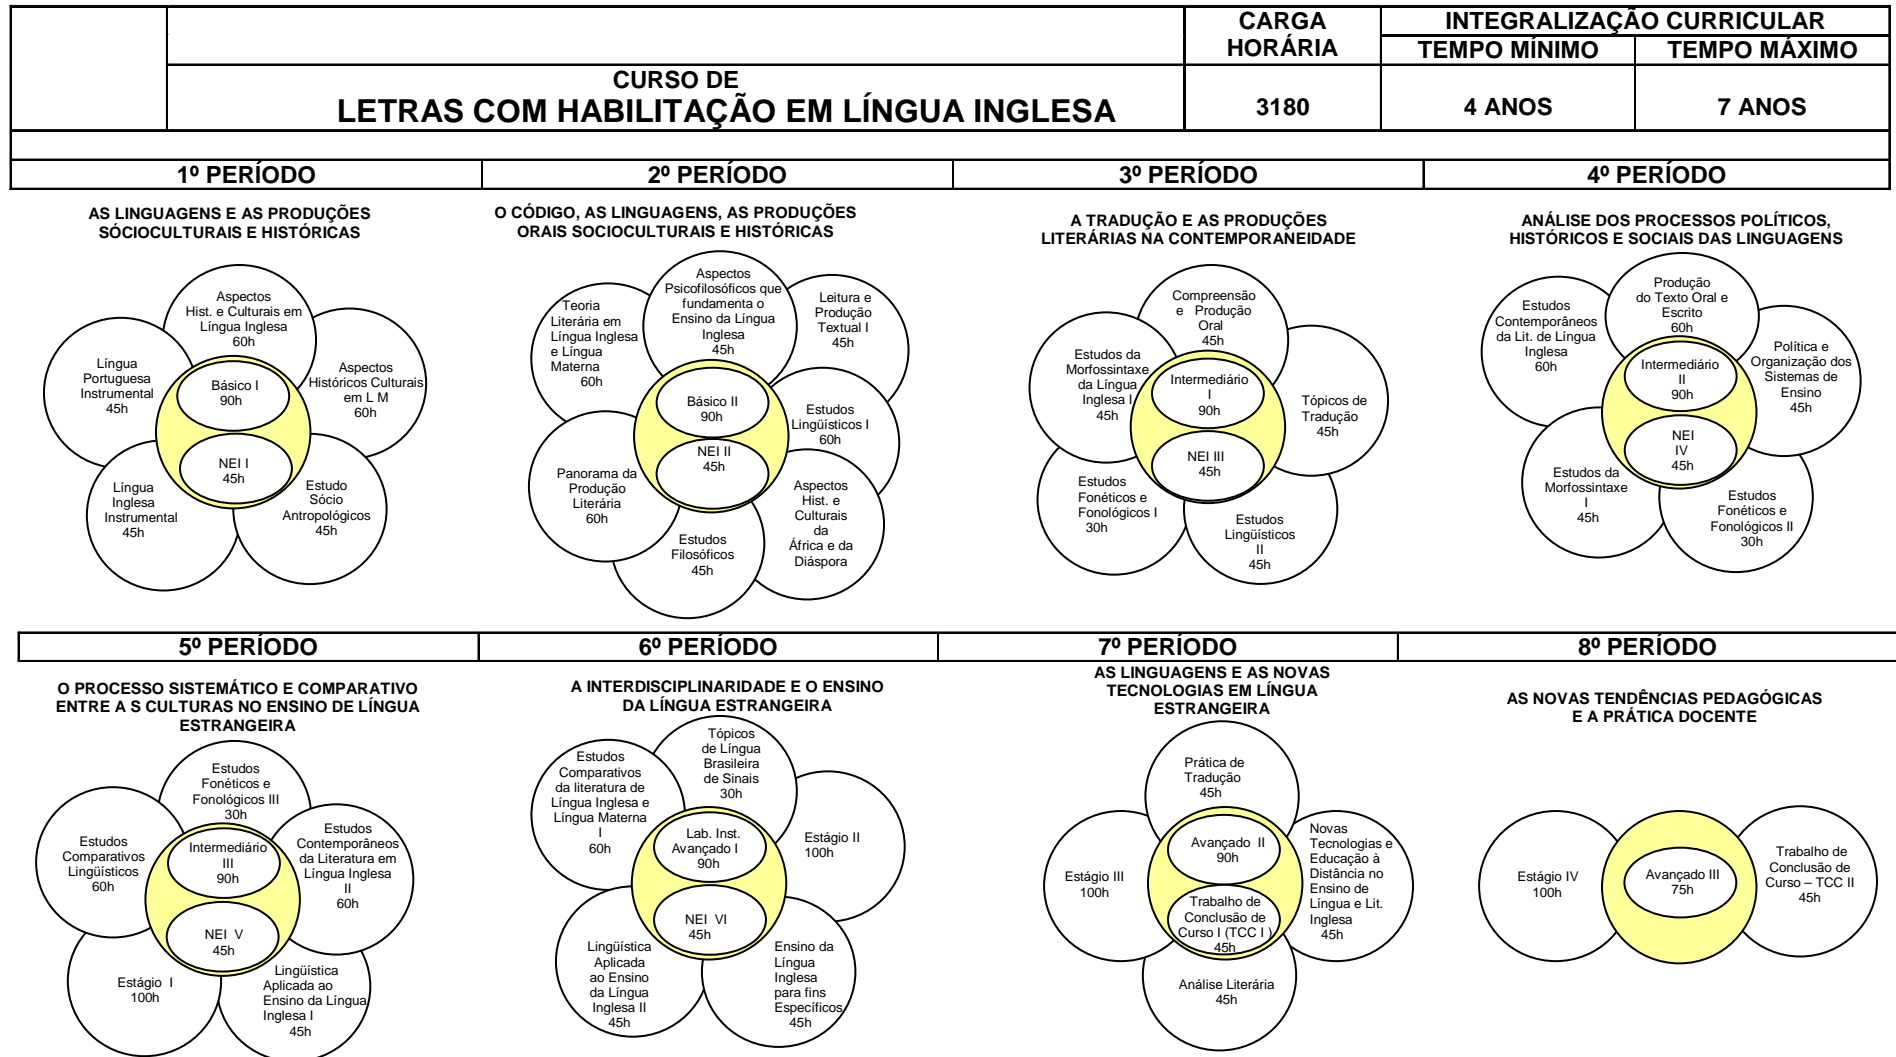 CARGA
HORÁRIA
INTEGRALIZAÇÃO CURRICULAR
TEMPO MÍNIMO
TEMPO MÁXIMO
CURSO DE
LETRAS COM HABILITAÇÃO EM LÍNGUA INGLESA
3180
4 ANOS
7 ANOS
1º PERÍODO
2º PERÍODO
3º PERÍODO
4º PERÍODO
AS LINGUAGENS E AS PRODUÇÕES
SÓCIOCULTURAIS E HISTÓRICAS
Aspectos
Hist. e Culturais em
Língua Inglesa
60h
Língua
Portuguesa
Instrumental
45h
Básico I
90h
Aspectos
Históricos Culturais
em L M
60h
NEI I
45h
Língua
Inglesa
Instrumental
45h
Estudo
Sócio
Antropológicos
45h
O CÓDIGO, AS LINGUAGENS, AS PRODUÇÕES
ORAIS SOCIOCULTURAIS E HISTÓRICAS
Teoria
Literária em
Língua Inglesa
e Língua
Materna
60h
Aspectos
Psicofilosóficos que
fundamenta o
Ensino da Língua
Inglesa
45h
Leitura e
Produção
Textual I
45h
Básico II
90h
Estudos
Lingüísticos I
60h
NEI II
45h
Panorama da
Produção
Literária
60h
Aspectos
Hist. e
Culturais
da
África e da
Diáspora
Estudos
Filosóficos
45h
A TRADUÇÃO E AS PRODUÇÕES
LITERÁRIAS NA CONTEMPORANEIDADE
Compreensão
e Produção
Oral
45h
Estudos da
Morfossintaxe
da Língua
Inglesa I
45h
Intermediário
I
90h
Tópicos de
Tradução
45h
NEI III
45h
Estudos
Fonéticos e
Fonológicos I
30h
Estudos
Lingüísticos
II
45h
ANÁLISE DOS PROCESSOS POLÍTICOS,
HISTÓRICOS E SOCIAIS DAS LINGUAGENS
Produção
do Texto Oral e
Escrito
60h
Estudos
Contemporâneos
da Lit. de Língua
Inglesa
60h
Intermediário
II
90h
Política e
Organização dos
Sistemas de
Ensino
45h
NEI
IV
45h
Estudos da
Morfossintaxe
I
45h
Estudos
Fonéticos e
Fonológicos II
30h
5º PERÍODO
6º PERÍODO
7º PERÍODO
8º PERÍODO
O PROCESSO SISTEMÁTICO E COMPARATIVO
ENTRE A S CULTURAS NO ENSINO DE LÍNGUA
ESTRANGEIRA
Estudos
Fonéticos e
Fonológicos III
30h
Estudos
Comparativos
Lingüísticos
60h
Intermediário
III
90h
Estudos
Contemporâneos
da Literatura em
Língua Inglesa
II
60h
NEI V
45h
Estágio I
100h
Lingüística
Aplicada ao
Ensino da Língua
Inglesa I
45h
A INTERDISCIPLINARIDADE E O ENSINO
DA LÍNGUA ESTRANGEIRA
Tópicos
de Língua
Brasileira
de Sinais
30h
Estudos
Comparativos
da literatura de
Língua Inglesa e
Língua Materna
I
60h
Lab. Inst.
Avançado I
90h
Estágio II
100h
NEI VI
45h
Lingüística
Aplicada
ao Ensino
da Língua
Inglesa II
45h
Ensino da
Língua
Inglesa
para fins
Específicos
45h
AS LINGUAGENS E AS NOVAS
TECNOLOGIAS EM LÍNGUA
ESTRANGEIRA
Prática de
Tradução
45h
Estágio III
100h
Avançado II
90h
Novas
Tecnologias e
Educação à
Distância no
Ensino de
Língua e Lit.
Inglesa
45h
Trabalho de
Conclusão de
Curso I (TCC I )
45h
Análise Literária
45h
AS NOVAS TENDÊNCIAS PEDAGÓGICAS
E A PRÁTICA DOCENTE
Estágio IV
100h
Avançado III
75h
Trabalho de
Conclusão de
Curso – TCC II
45h